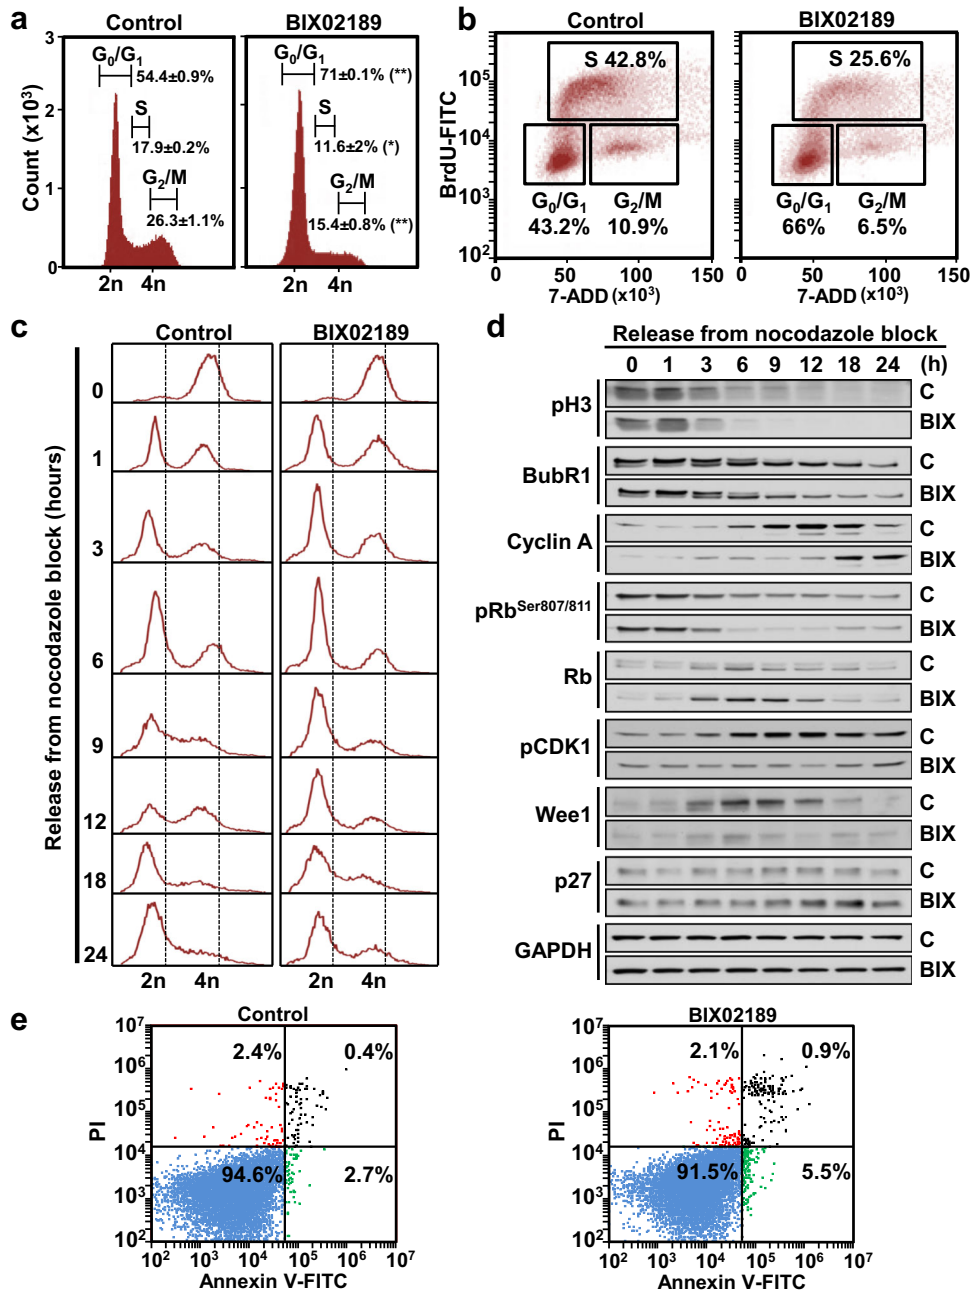 a
Control
BIX02189
Count (x10³)
3
2
1
0
G₀/G₁
54.4±0.9%
S
17.9±0.2%
G₂/M
26.3±1.1%
2n 4n
G₀/G₁
71±0.1% (**)
S
11.6±2% (*)
G₂/M
15.4±0.8% (**)
2n 4n
b
Control
BIX02189
BrdU-FITC
10⁵
10⁴
10³
10²
S 42.8%
G₀/G₁
43.2%
G₂/M
10.9%
0 50 100
7-ADD (x10³)
S 25.6%
G₀/G₁
66%
G₂/M
6.5%
150 0 50 100 150
7-ADD (x10³)
c
Control
BIX02189
Release from nocodazole block (hours)
0
1
3
6
9
12
18
24
2n 4n
2n 4n
d
Release from nocodazole block
0 1 3 6 9 12 18 24 (h)
pH3
C
BIX
BubR1
C
BIX
Cyclin A
C
BIX
pRbSer807/811
C
BIX
Rb
C
BIX
pCDK1
C
BIX
Wee1
C
BIX
p27
C
BIX
GAPDH
C
BIX
e
Control
PI
10⁷
10⁶
10⁵
10⁴
10³
10²
2.4% 0.4%
94.6% 2.7%
10² 10³ 10⁴ 10⁵ 10⁶ 10⁷
Annexin V-FITC
BIX02189
PI
10⁷
10⁶
10⁵
10⁴
10³
10²
2.1% 0.9%
91.5% 5.5%
10² 10³ 10⁴ 10⁵ 10⁶ 10⁷
Annexin V-FITC